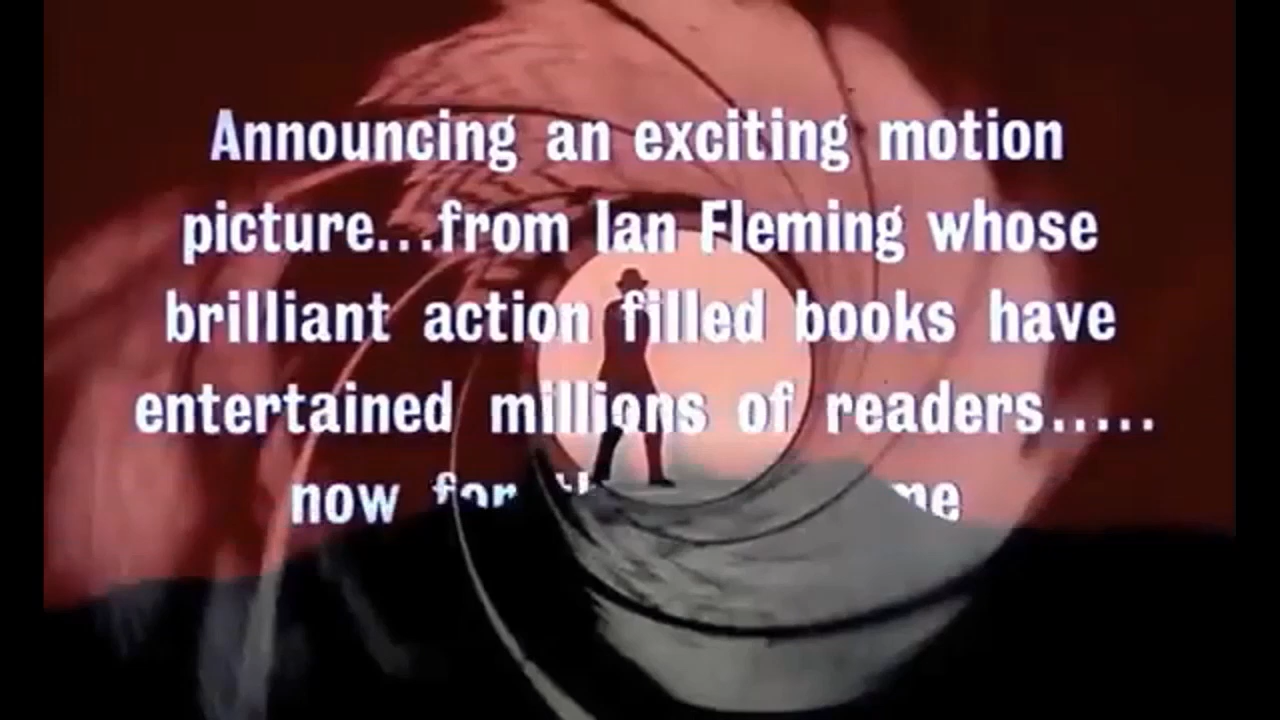 Announcing an exciting motion
picture...from Ian Fleming whose
brilliant action filled books have
entertained millions of readers.....
now for